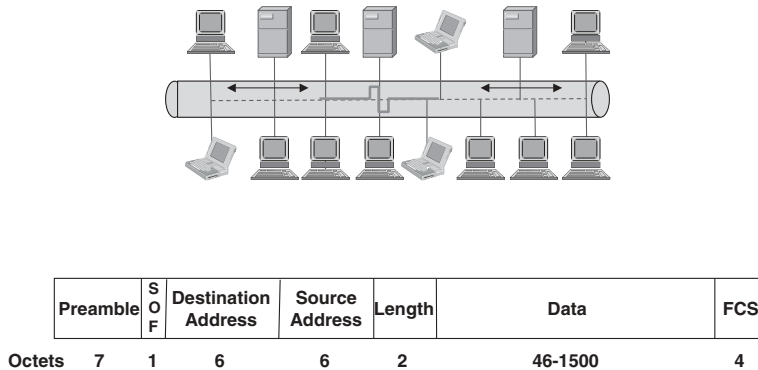 Preamble
S
O
F
Destination
Address
Source
Address
Length
Data
FCS
Octets 7 1 6 6 2 46-1500 4